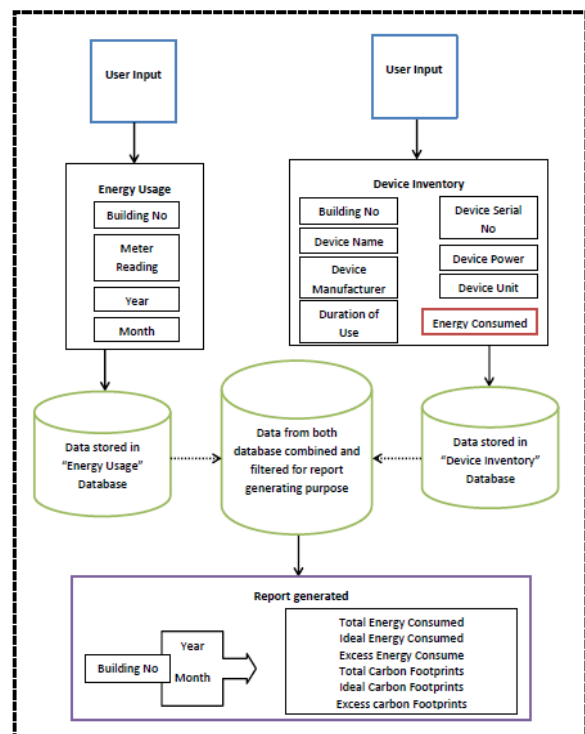 User Input
User Input
Energy Usage
Building No
Meter
Reading
Year
Month
Device Inventory
Building No
Device Name
Device
Manufacturer
Duration of
Use
Device Serial
No
Device Power
Device Unit
Energy Consumed
Data stored in
"Energy Usage"
Database
Data from both
database combined and
filtered for report
generating purpose
Data stored in
"Device Inventory"
Database
Report generated
Building No
Year
Month
Total Energy Consumed
Ideal Energy Consumed
Excess Energy Consume
Total Carbon Footprints
Ideal Carbon Footprints
Excess carbon Footprints